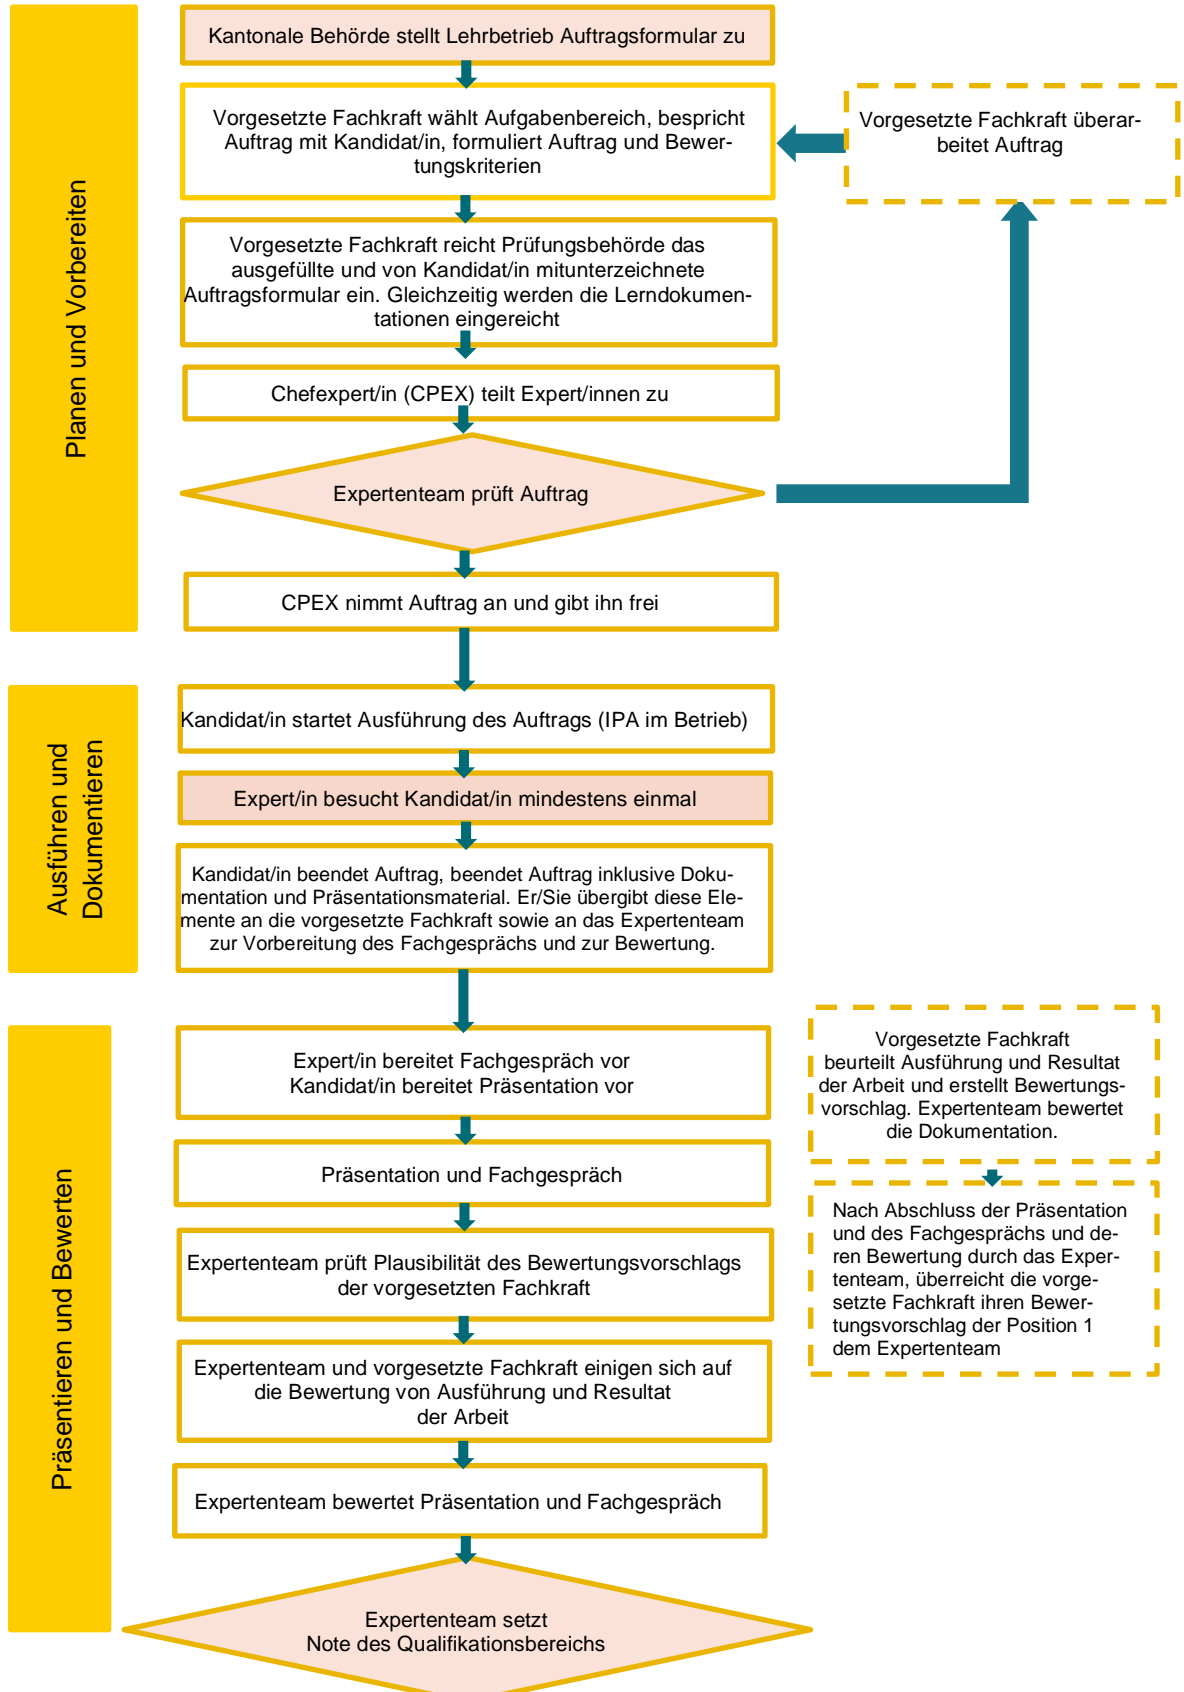 Planen und Vorbereiten
Kantonale Behörde stellt Lehrbetrieb Auftragsformular zu
Vorgesetzte Fachkraft wählt Aufgabenbereich, bespricht
Auftrag mit Kandidat/in, formuliert Auftrag und Bewer-
tungskriterien
Vorgesetzte Fachkraft überar-
beitet Auftrag
Vorgesetzte Fachkraft reicht Prüfungsbehörde das
ausgefüllte und von Kandidat/in mitunterzeichnete
Auftragsformular ein. Gleichzeitig werden die Lerndokumen-
tationen eingereicht
Chefexpert/in (CPEX) teilt Expert/innen zu
Expertenteam prüft Auftrag
CPEX nimmt Auftrag an und gibt ihn frei
Ausführen und
Dokumentieren
Kandidat/in startet Ausführung des Auftrags (IPA im Betrieb)
Expert/in besucht Kandidat/in mindestens einmal
Kandidat/in beendet Auftrag, beendet Auftrag inklusive Doku-
mentation und Präsentationsmaterial. Er/Sie übergibt diese Ele-
mente an die vorgesetzte Fachkraft sowie an das Expertenteam
zur Vorbereitung des Fachgesprächs und zur Bewertung.
Präsentieren und Bewerten
Expert/in bereitet Fachgespräch vor
Kandidat/in bereitet Präsentation vor
Präsentation und Fachgespräch
Expertenteam prüft Plausibilität des Bewertungsvorschlags
der vorgesetzten Fachkraft
Expertenteam und vorgesetzte Fachkraft einigen sich auf
die Bewertung von Ausführung und Resultat
der Arbeit
Expertenteam bewertet Präsentation und Fachgespräch
Expertenteam setzt
Note des Qualifikationsbereichs
Vorgesetzte Fachkraft
beurteilt Ausführung und Resultat
der Arbeit und erstellt Bewertungs-
vorschlag. Expertenteam bewertet
die Dokumentation.
Nach Abschluss der Präsentation
und des Fachgesprächs und de-
ren Bewertung durch das Exper-
tenteam, überreicht die vorge-
setzte Fachkraft ihren Bewer-
tungsvorschlag der Position 1
dem Expertenteam